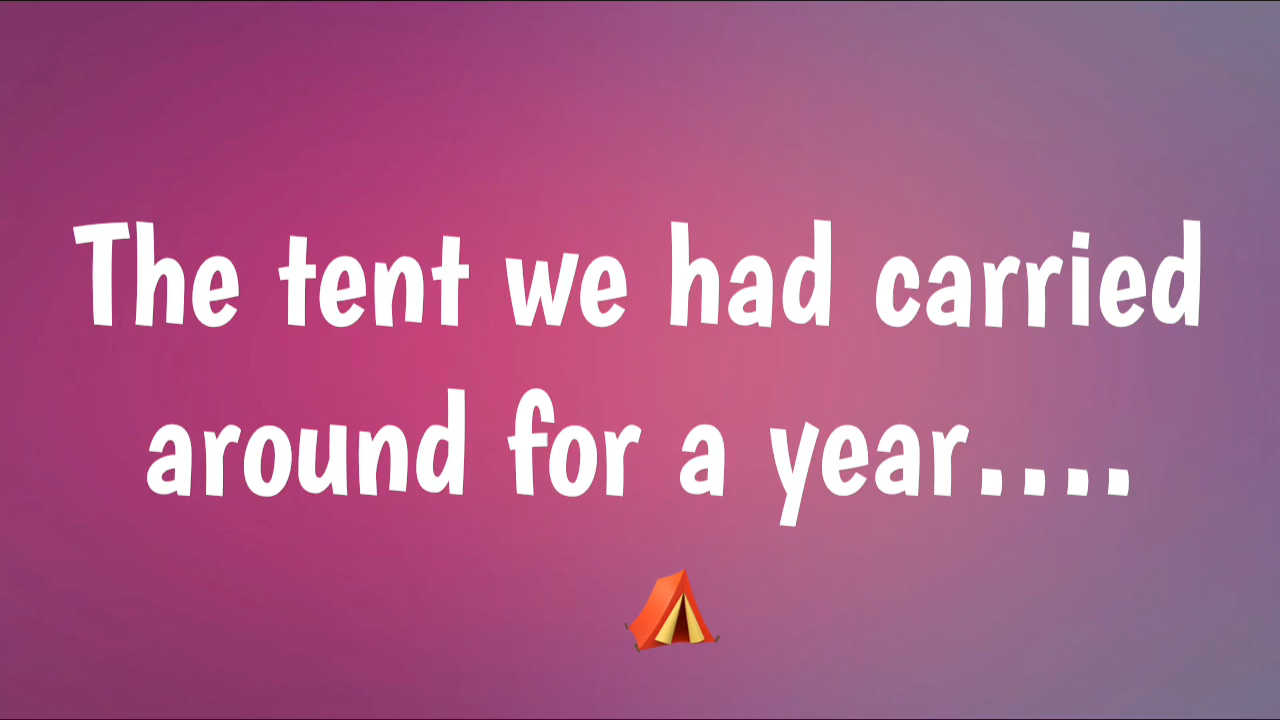 The tent we had carried
around for a year....